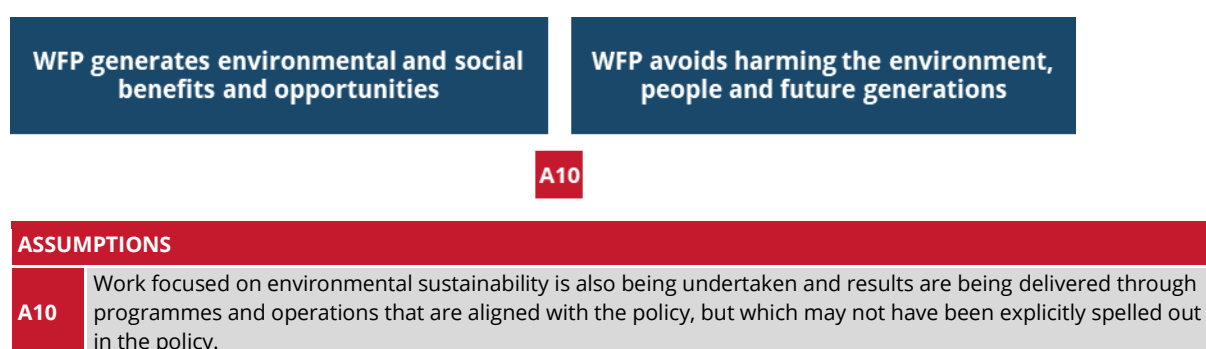 WFP generates environmental and social
benefits and opportunities
WFP avoids harming the environment,
people and future generations
A10
ASSUMPTIONS
A10
Work focused on environmental sustainability is also being undertaken and results are being delivered through
programmes and operations that are aligned with the policy, but which may not have been explicitly spelled out
in the policy.